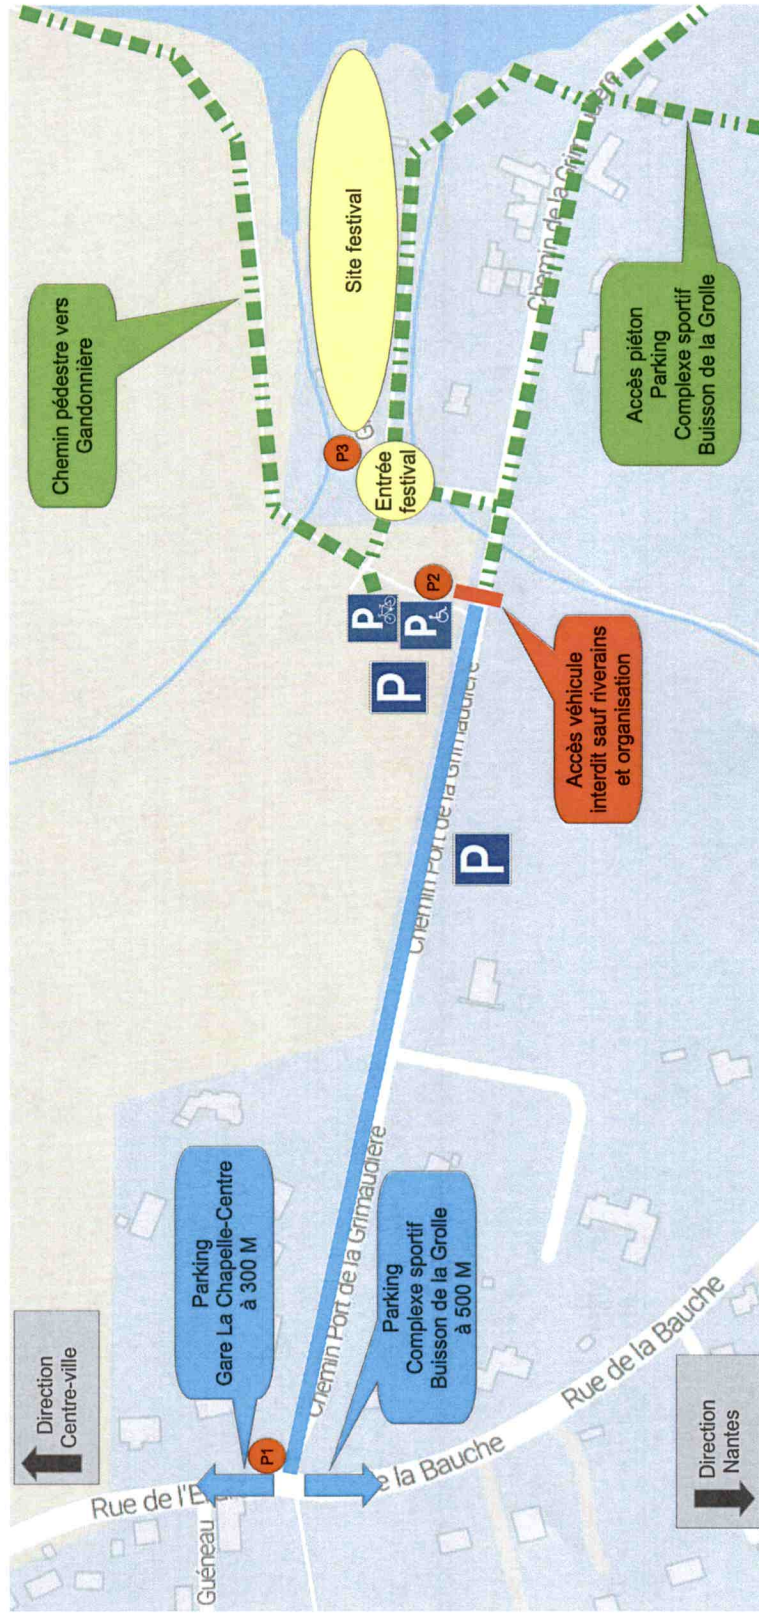 Direction
Centre-ville
Parking
Gare La Chapelle-Centre
à 300 M
Chemin pédestre vers
Gandonnière
Rue de l'E
Guéneau
P1
Chemin Port de la Grimaudière
Parking
Complexe sportif
Buisson de la Grolle
à 500 M
e la Bauche
Rue de la Bauche
Direction
Nantes
Chemin Port de la Grimaudière
P
P
P
P
P2
P3
G
Entrée
festival
Site festival
Accès véhicule
interdit sauf riverains
et organisation
Chemin de la Grimaudière
Accès piéton
Parking
Complexe sportif
Buisson de la Grolle